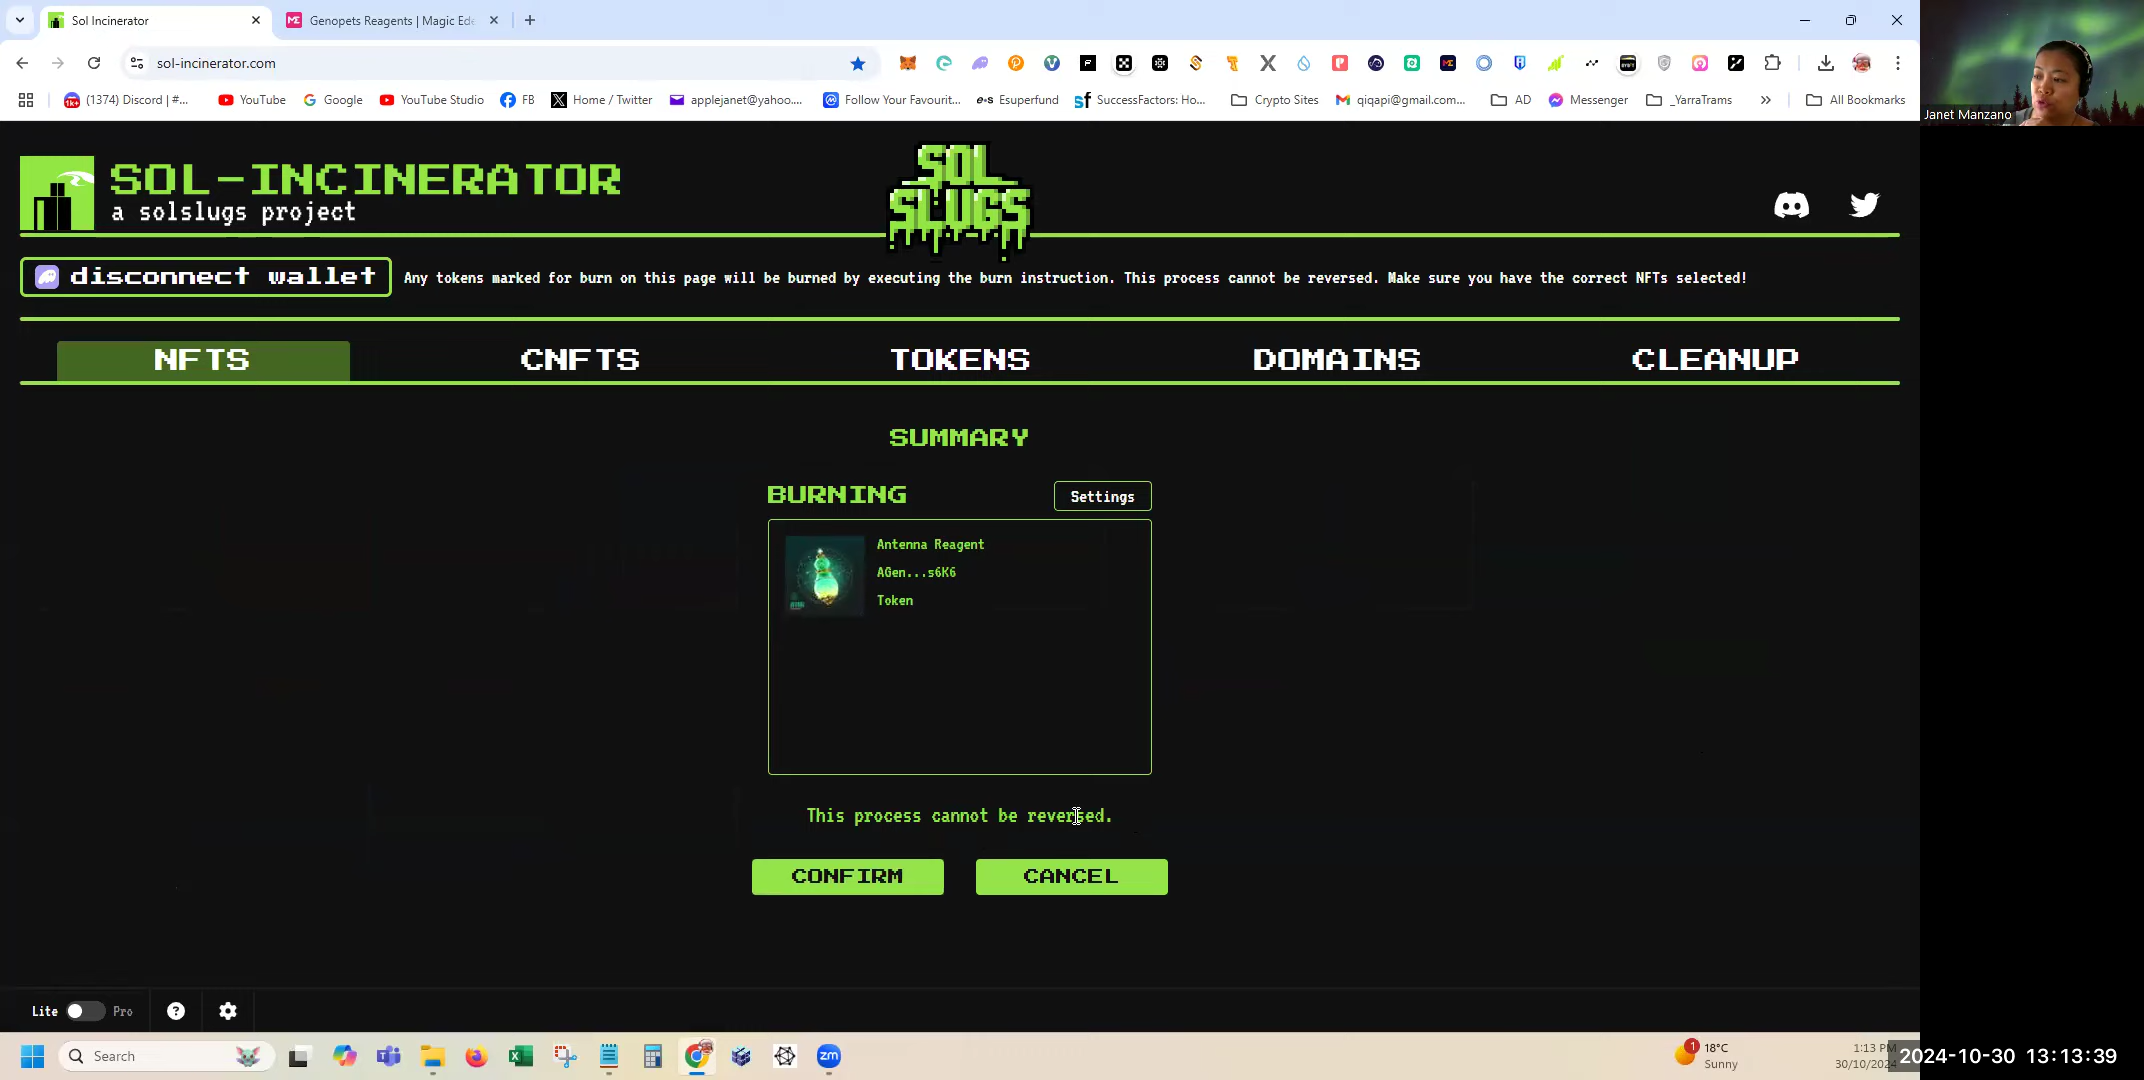 Sol Incinerator
Genopets Reagents | Magic Ede
sol-incinerator.com
(1374) Discord | #...
YouTube
Google
YouTube Studio
FB
Home / Twitter
applejanet@yahoo....
Follow Your Favourit...
Esuperfund
SuccessFactors: Ho...
Crypto Sites
qiqapi@gmail.com...
AD
Messenger
_YarraTrams
All Bookmarks
Janet Manzano
SOL-INCINERATOR
a solslugs project
SOL
SLUGS
disconnect wallet
Any tokens marked for burn on this page will be burned by executing the burn instruction. This process cannot be reversed. Make sure you have the correct NFTs selected!
NFTS
CNFTS
TOKENS
DOMAINS
CLEANUP
SUMMARY
BURNING
Settings
Antenna Reagent
AGen...s6K6
Token
This process cannot be reversed.
CONFIRM
CANCEL
Lite
Pro
Search
zm
1
18°C
Sunny
1:13 PM
30/10/2024
2024-10-30 13:13:39